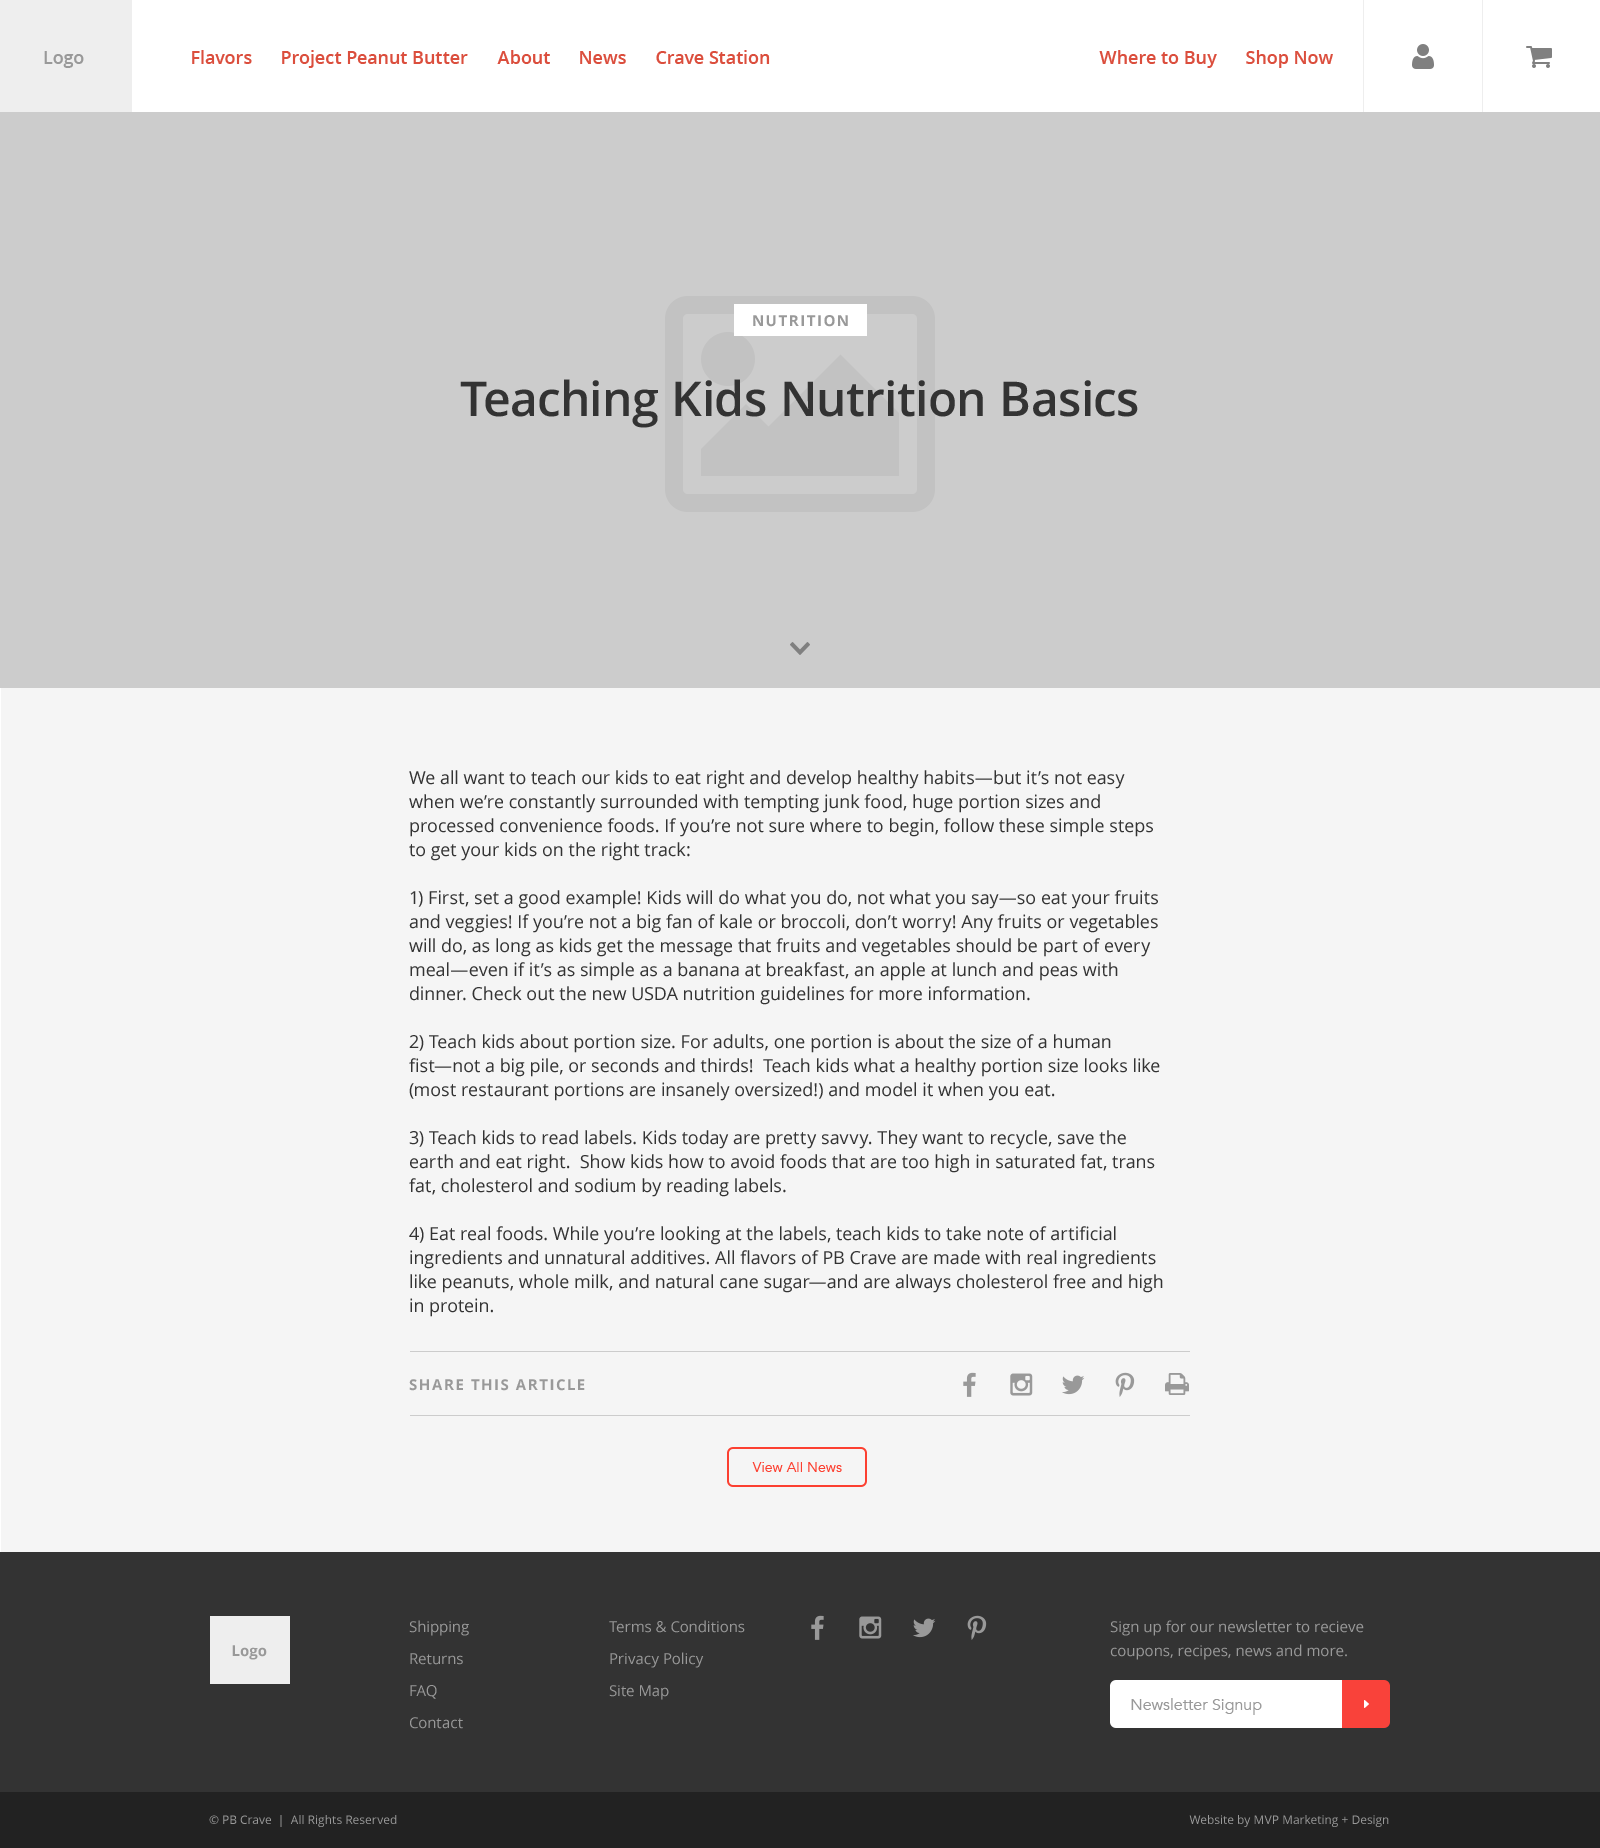 Logo
Flavors
Project Peanut Butter
About
News
Crave Station
Where to Buy
Shop Now
NUTRITION
Teaching Kids Nutrition Basics
We all want to teach our kids to eat right and develop healthy habits—but it’s not easy
when we’re constantly surrounded with tempting junk food, huge portion sizes and
processed convenience foods. If you’re not sure where to begin, follow these simple steps
to get your kids on the right track:
1) First, set a good example! Kids will do what you do, not what you say—so eat your fruits
and veggies! If you’re not a big fan of kale or broccoli, don’t worry! Any fruits or vegetables
will do, as long as kids get the message that fruits and vegetables should be part of every
meal—even if it’s as simple as a banana at breakfast, an apple at lunch and peas with
dinner. Check out the new USDA nutrition guidelines for more information.
2) Teach kids about portion size. For adults, one portion is about the size of a human
fist—not a big pile, or seconds and thirds!  Teach kids what a healthy portion size looks like
(most restaurant portions are insanely oversized!) and model it when you eat.
3) Teach kids to read labels. Kids today are pretty savvy. They want to recycle, save the
earth and eat right.  Show kids how to avoid foods that are too high in saturated fat, trans
fat, cholesterol and sodium by reading labels.
4) Eat real foods. While you’re looking at the labels, teach kids to take note of artificial
ingredients and unnatural additives. All flavors of PB Crave are made with real ingredients
like peanuts, whole milk, and natural cane sugar—and are always cholesterol free and high
in protein.
SHARE THIS ARTICLE
View All News
Logo
Shipping
Returns
FAQ
Contact
Terms & Conditions
Privacy Policy
Site Map
Sign up for our newsletter to recieve
coupons, recipes, news and more.
Newsletter Signup
© PB Crave | All Rights Reserved
Website by MVP Marketing + Design